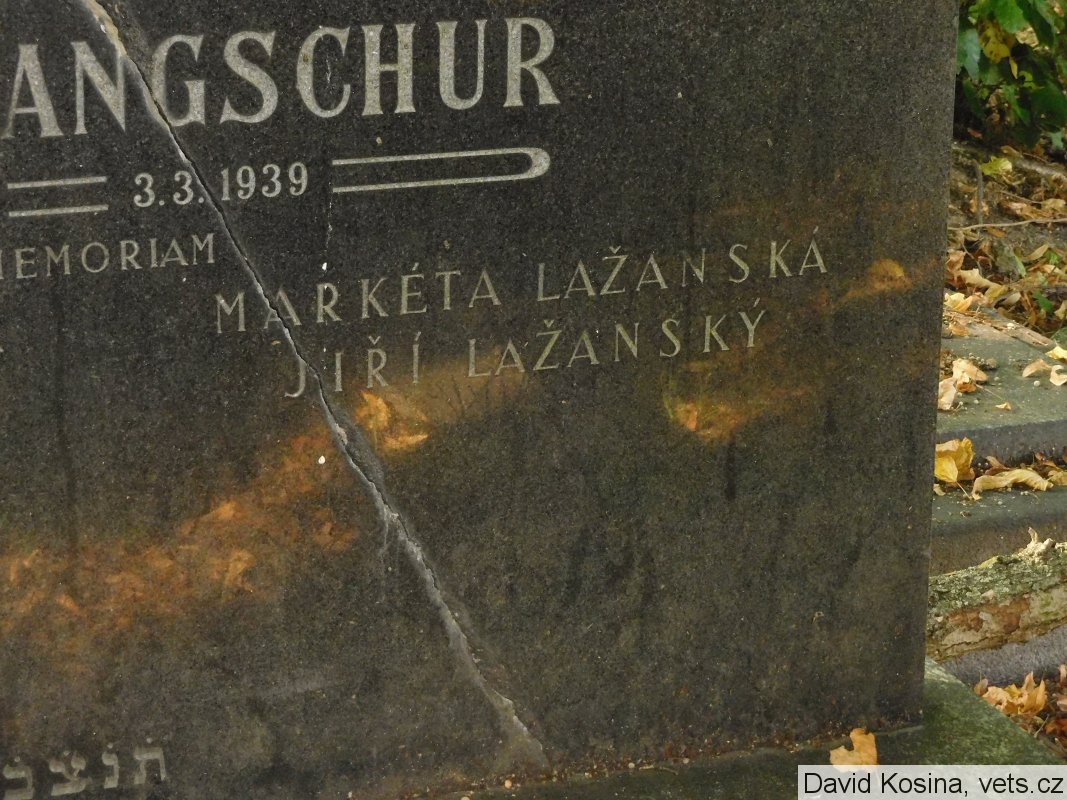 ANGSCHUR
3.3.1939
MEMORIAM
MARKÉTA LAŽANSKÁ
JIŘÍ LAŽANSKÝ
תנצב
David Kosina, vets.cz